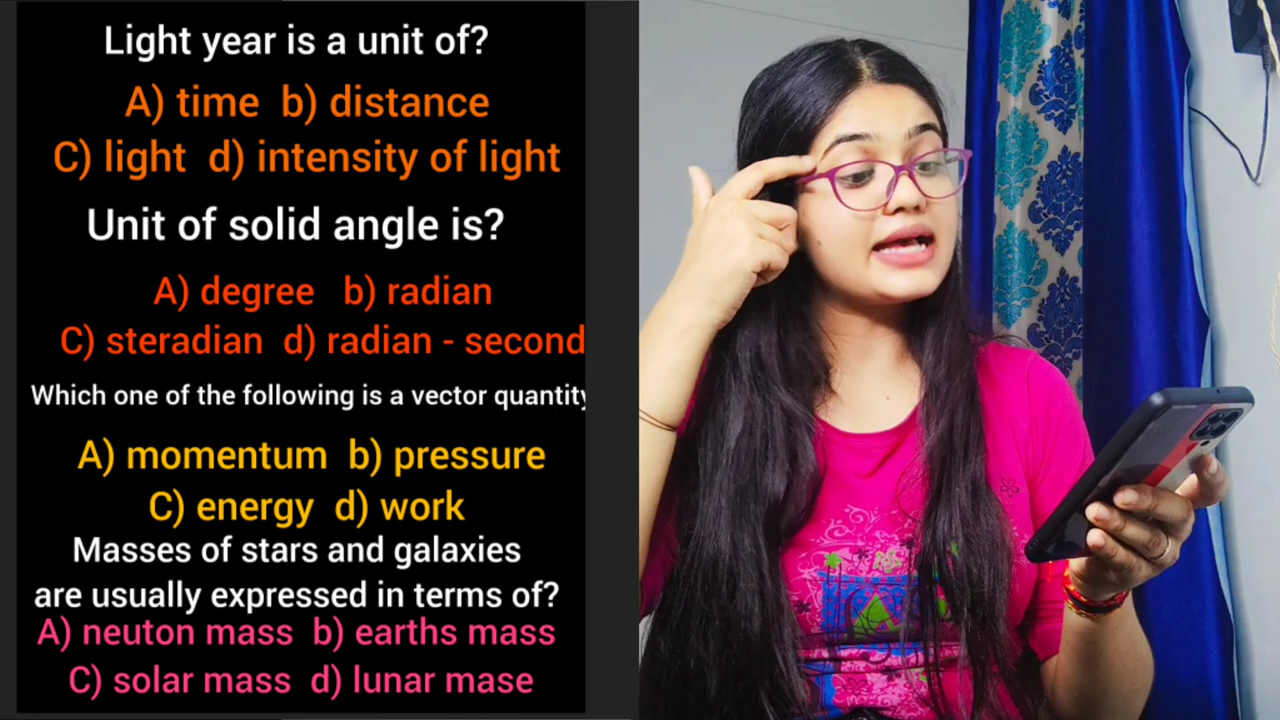 Light year is a unit of?
A) time b) distance
C) light d) intensity of light
Unit of solid angle is?
A) degree b) radian
C) steradian d) radian - second
Which one of the following is a vector quantity
A) momentum b) pressure
C) energy d) work
Masses of stars and galaxies
are usually expressed in terms of?
A) neuton mass b) earths mass
C) solar mass d) lunar mase